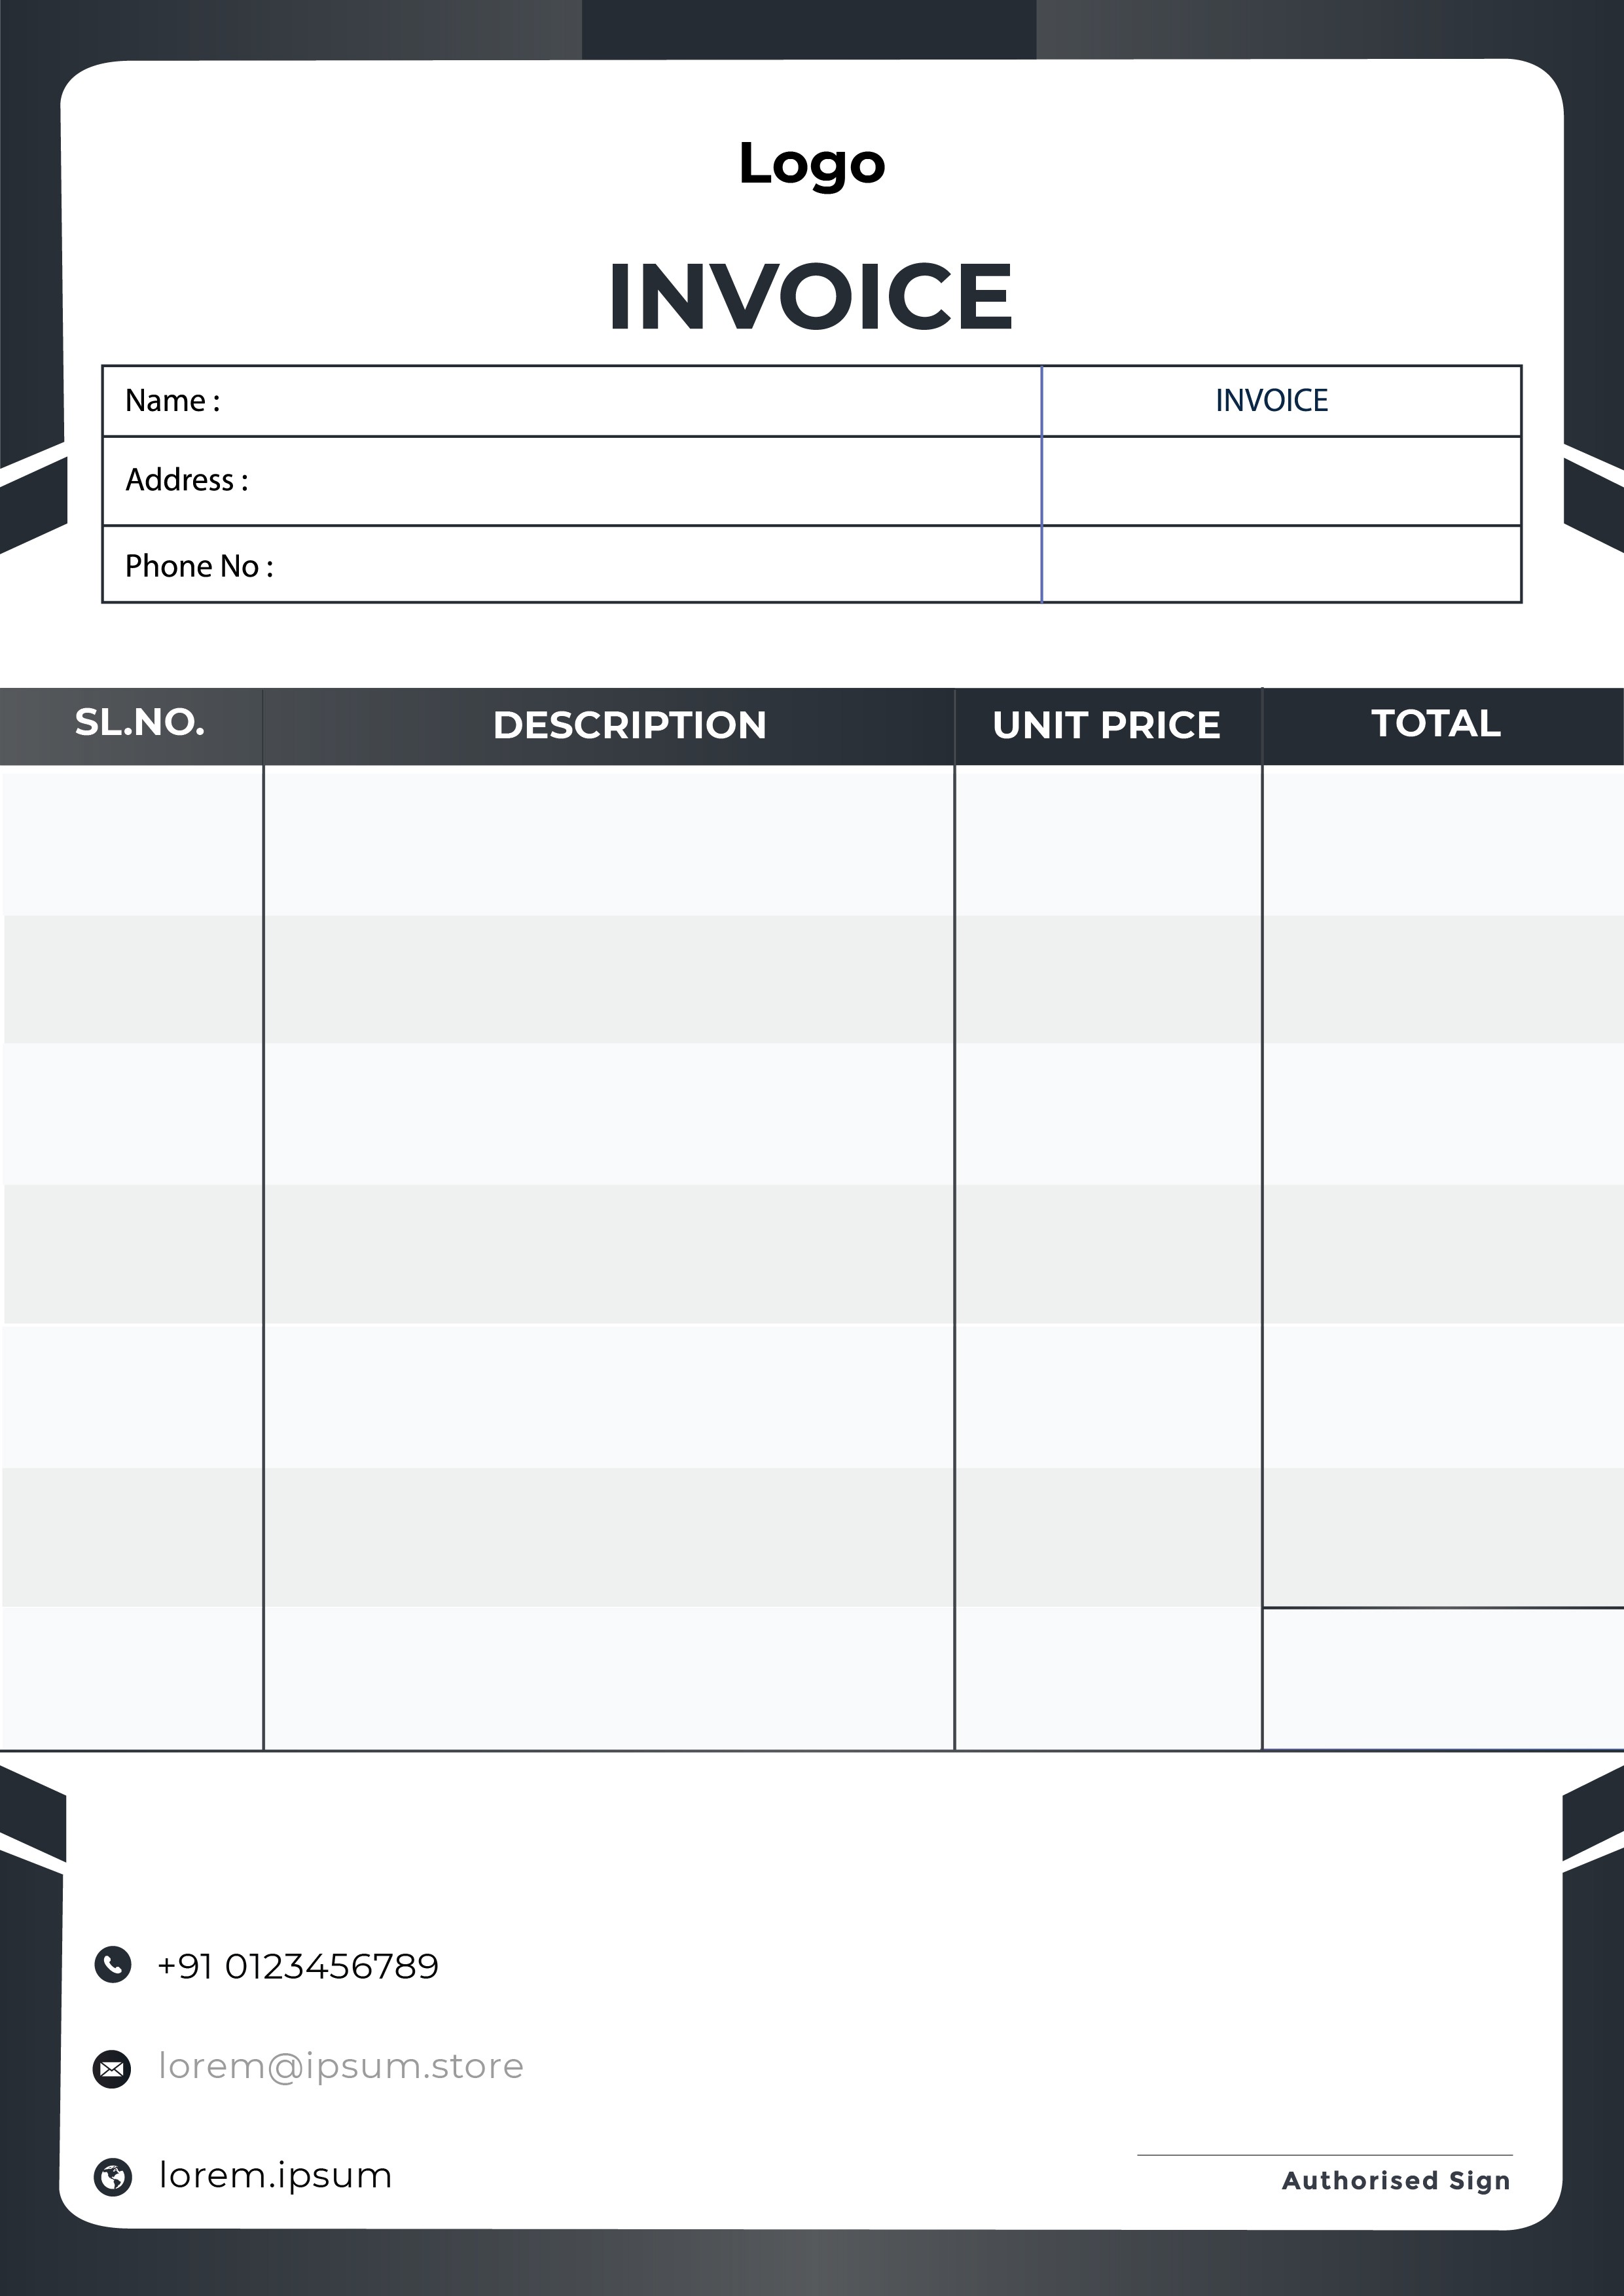 Logo
INVOICE
Name :
INVOICE
Address :
Phone No :
SL.NO.
DESCRIPTION
UNIT PRICE
TOTAL
+91 0123456789
lorem@ipsum.store
lorem.ipsum
Authorised Sign